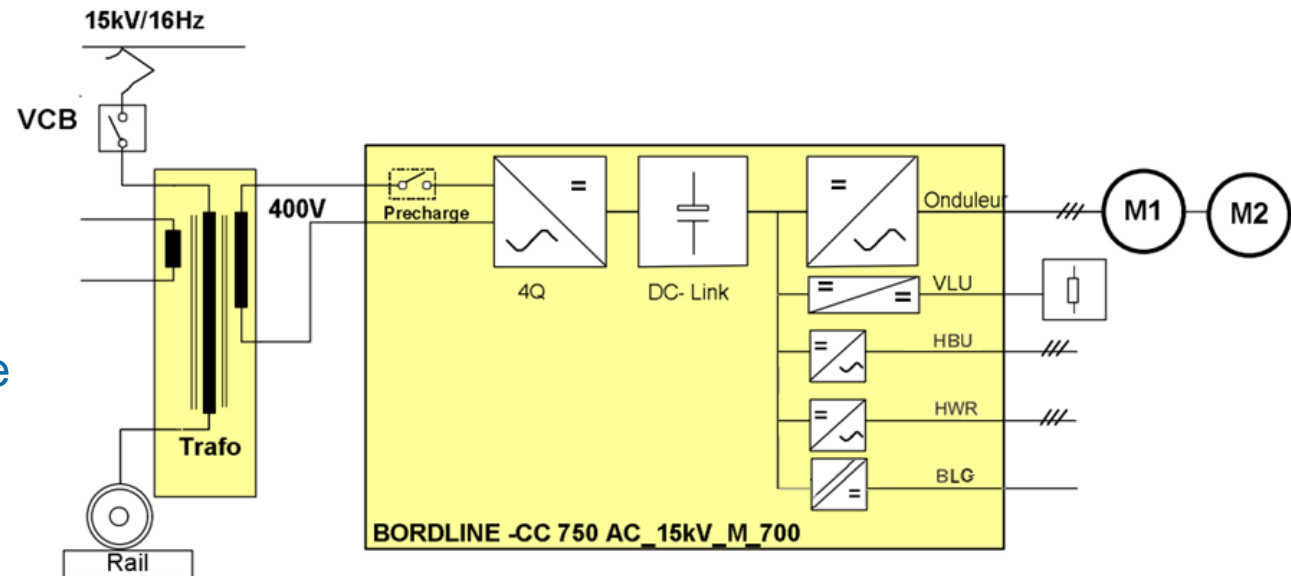 15kV/16Hz
VCB
400V
Precharge
=
Onduleur
M1
M2
4Q
DC- Link
=
=
=
VLU
=
HBU
=
HWR
=
BLG
e
Trafo
BORDLINE -CC 750 AC_15kV_M_700
Rail